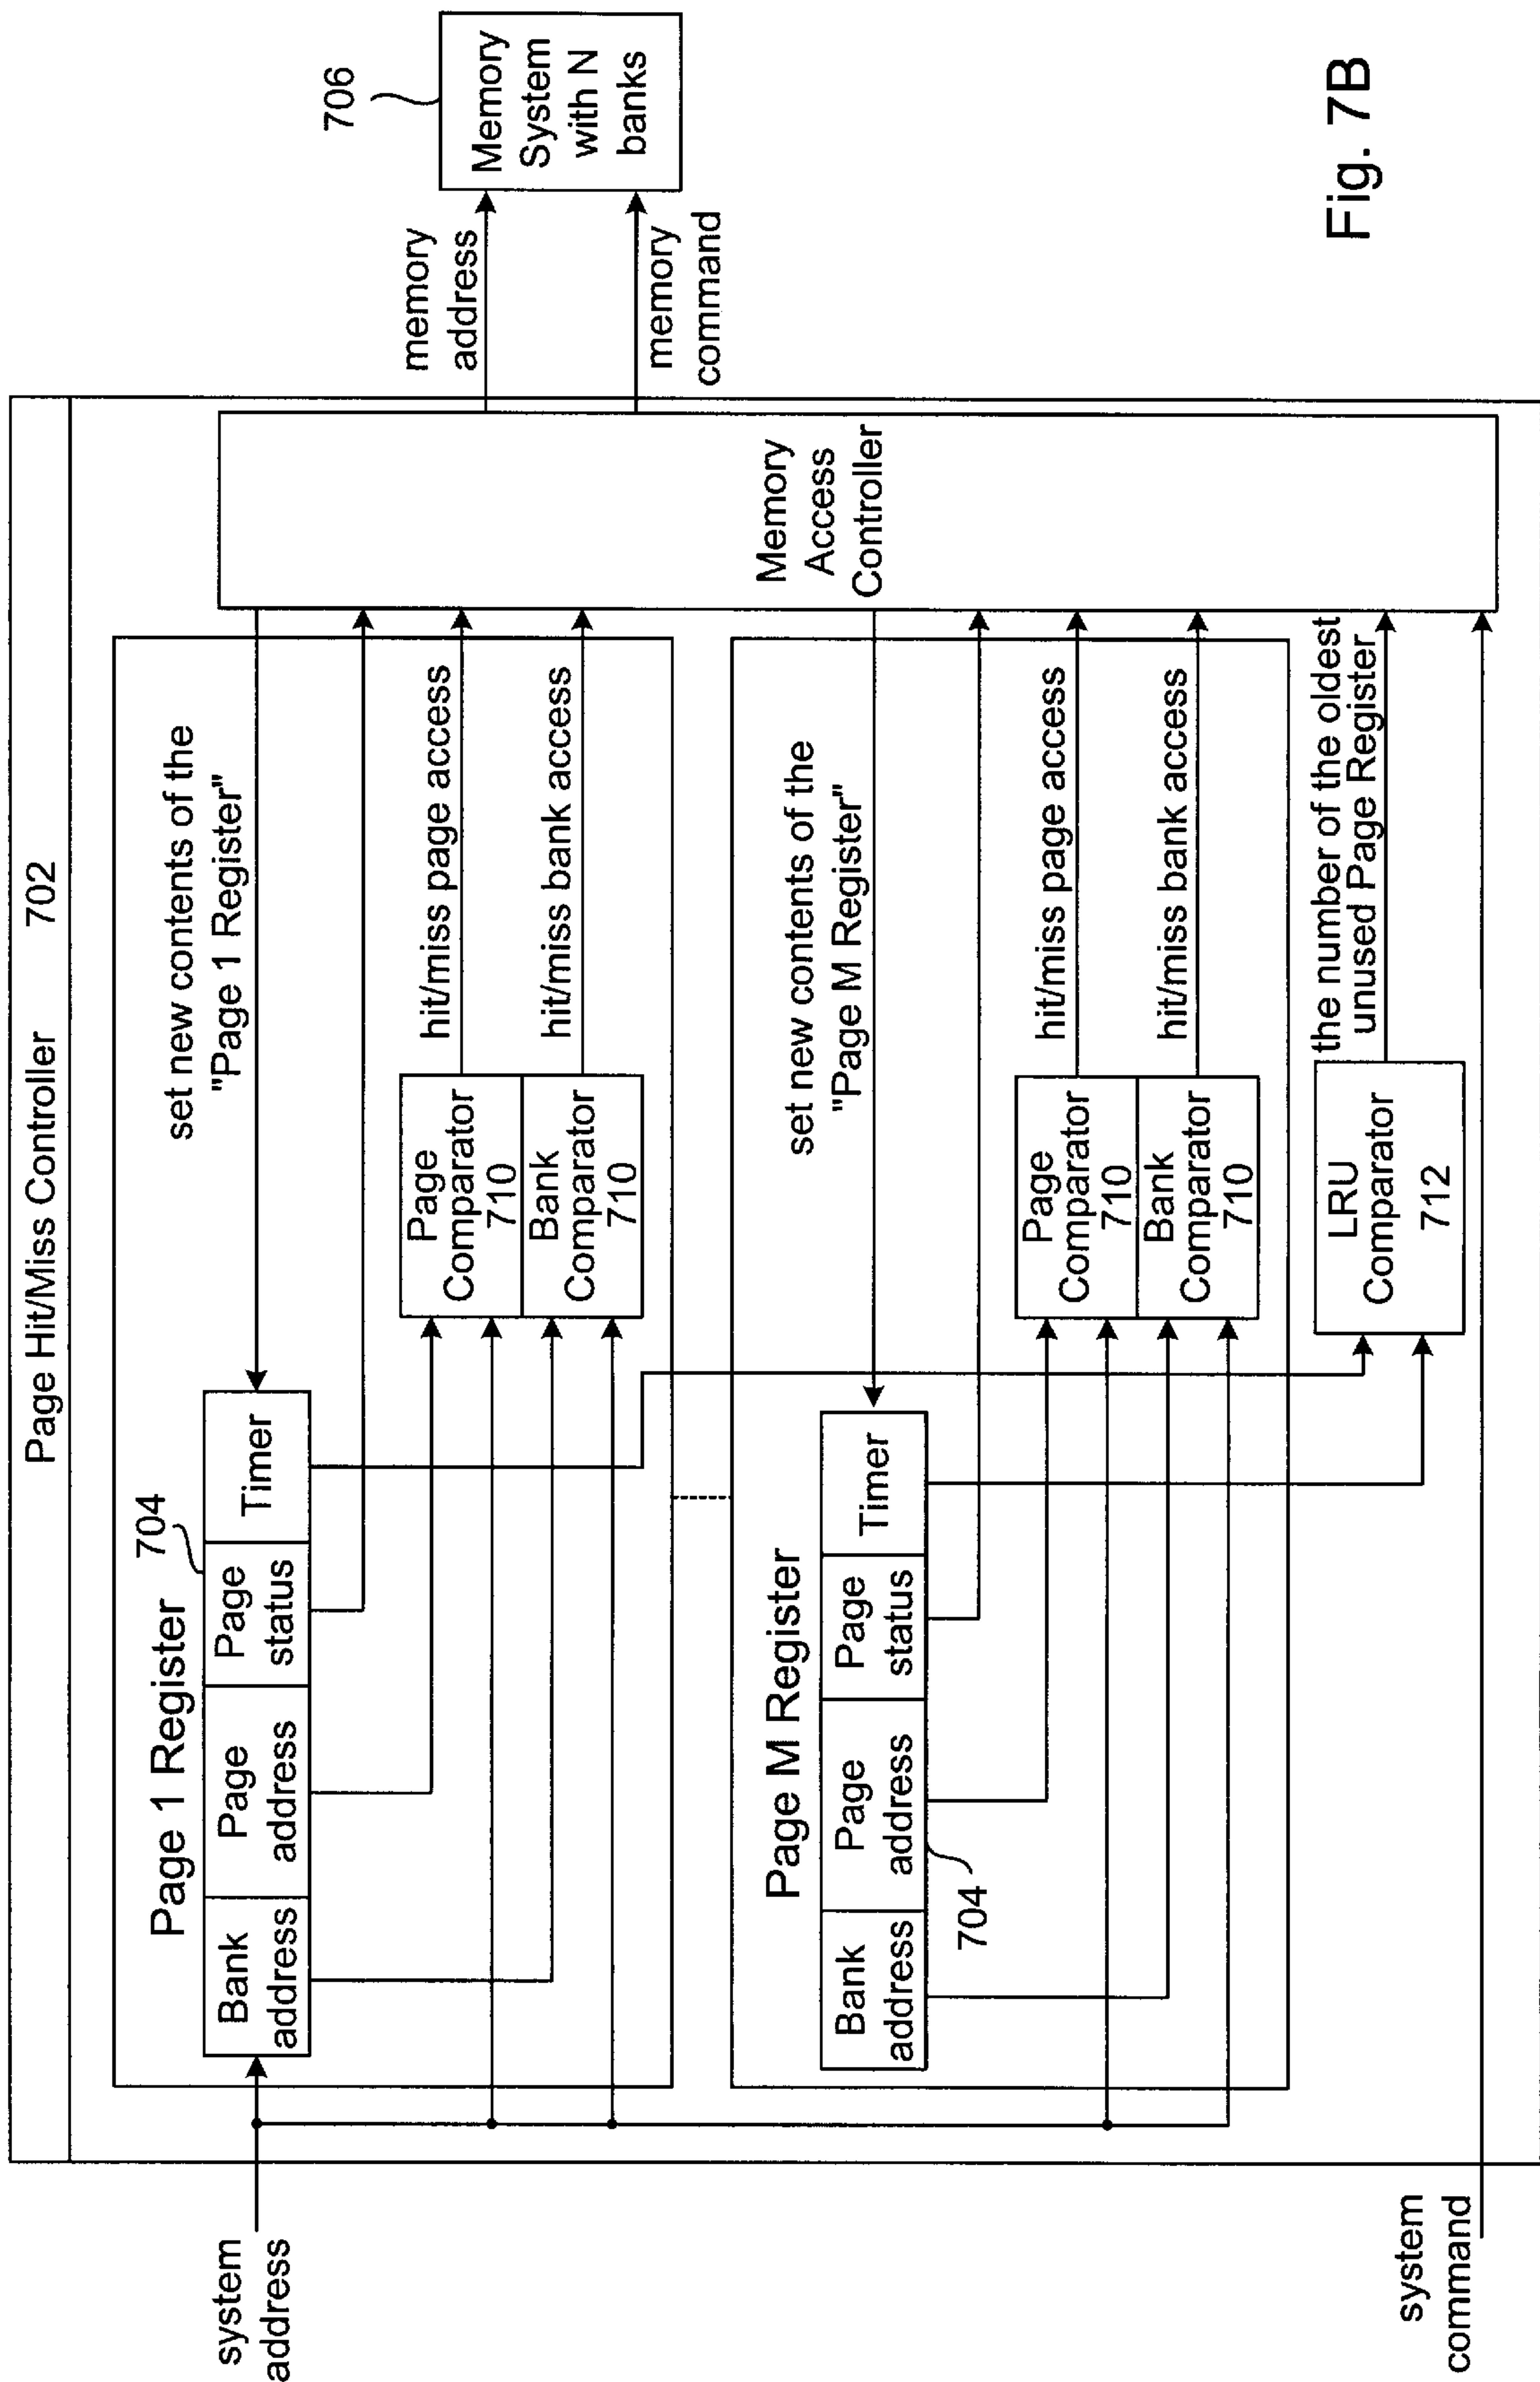 Page Hit/Miss Controller 702
system
address
Page 1 Register
704
Bank
address
Page
address
Page
status
Timer
set new contents of the
"Page 1 Register"
Page
Comparator
710
Bank
Comparator
710
hit/miss page access
hit/miss bank access
Page M Register
Bank
address
Page
address
Page
status
Timer
704
set new contents of the
"Page M Register"
Page
Comparator
710
Bank
Comparator
710
hit/miss page access
hit/miss bank access
LRU
Comparator
712
the number of the oldest
unused Page Register
system
command
Memory
Access
Controller
memory
address
memory
command
706
Memory
System
with N
banks
Fig. 7B